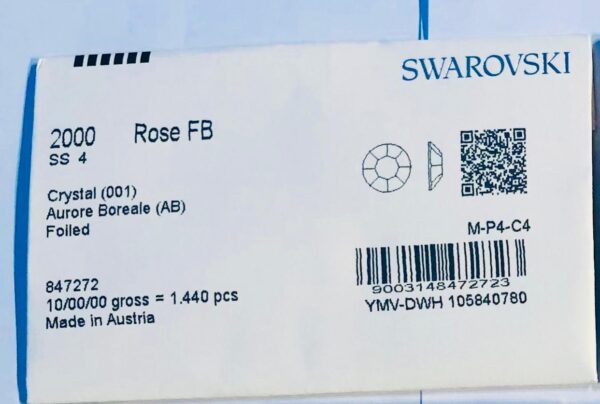 SWAROVSKI
2000 Rose FB
SS 4
Crystal (001)
Aurore Boreale (AB)
Foiled
M-P4-C4
847272
10/00/00 gross = 1.440 pcs
Made in Austria
9003148472723
YMV-DWH 105840780